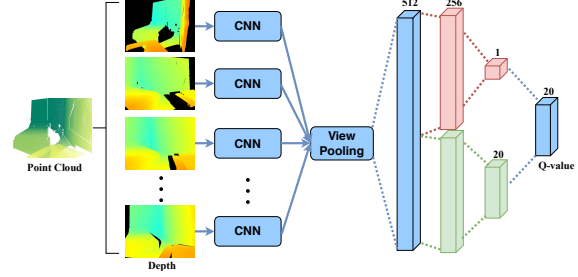 Point Cloud
Depth
CNN
CNN
CNN
CNN
View
Pooling
512
256
1
20
20
Q-value